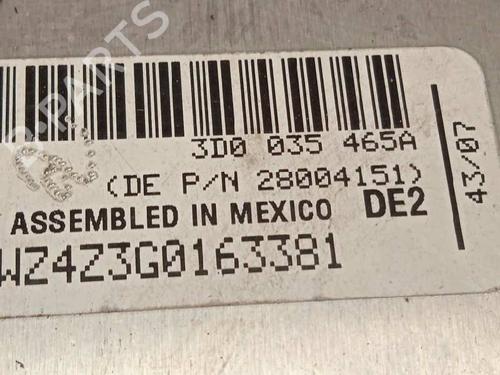 3D0 035 465A
(DE P/N 28004151)
ASSEMBLED IN MEXICO DE2
WZ4Z3G0163381
43/07